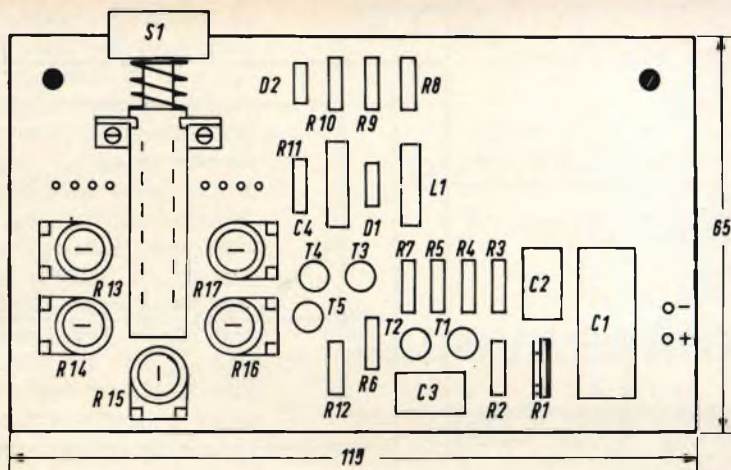 S1
D2
R8
R10
R9
R11
L1
C4
D1
T4
T3
R7
R5
R4
R3
C2
C1
65
R13
R17
T5
T2
T1
-
+
R14
R16
R15
R12
R6
C3
R2
R1
115